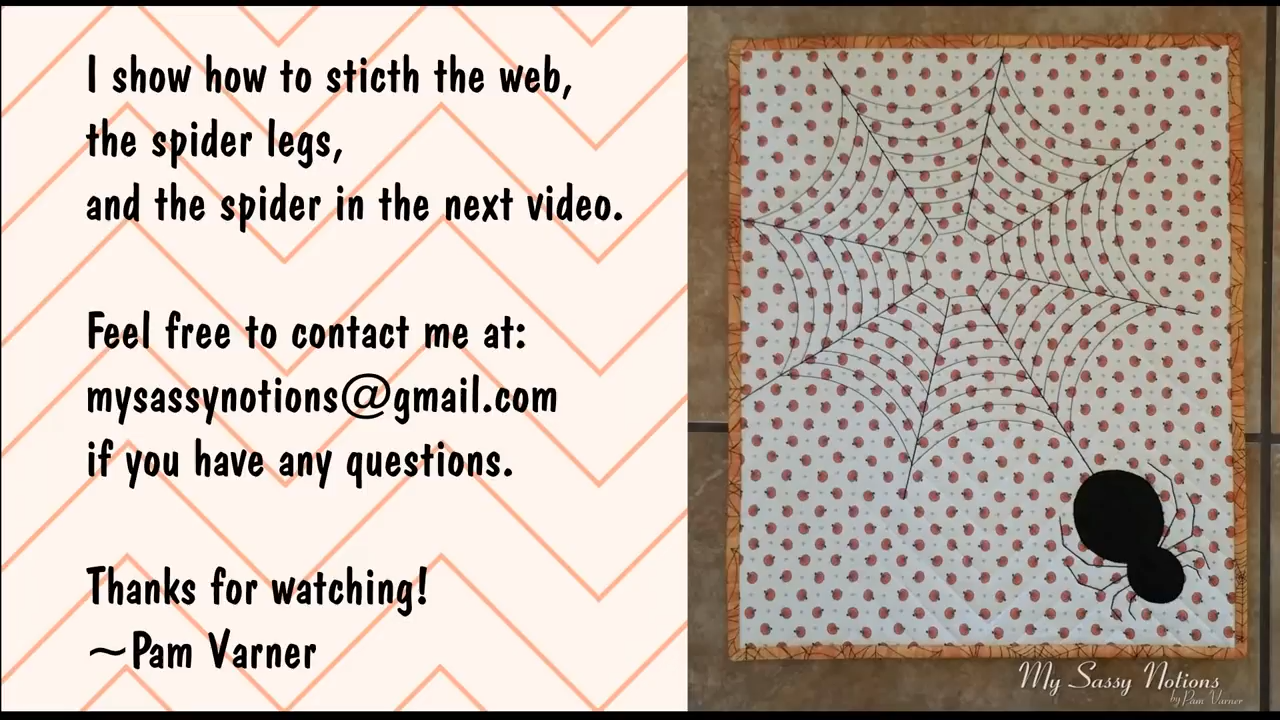 I show how to sticth the web,
the spider legs,
and the spider in the next video.
Feel free to contact me at:
mysassynotions@gmail.com
if you have any questions.
Thanks for watching!
~Pam Varner
My Sassy Notions
by Pam Varner